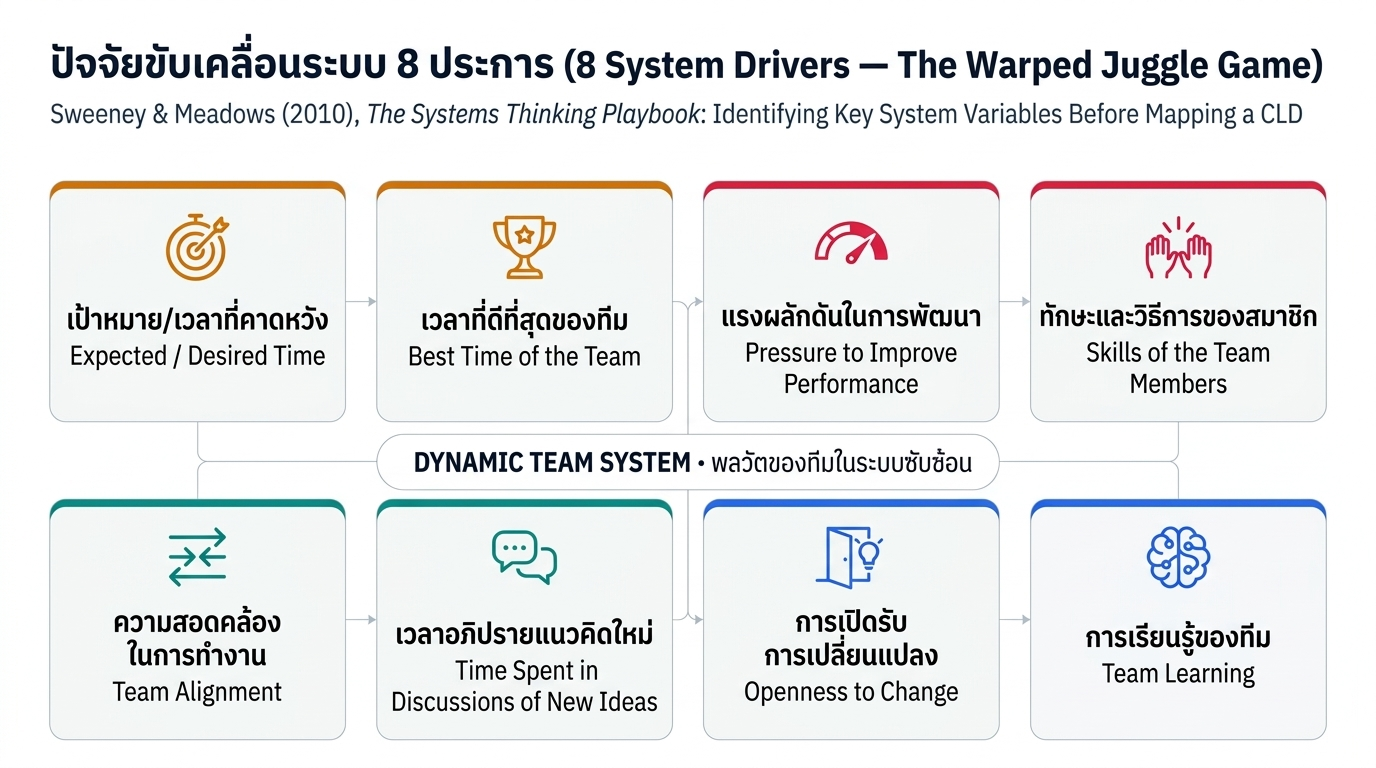 ปัจจัยขับเคลื่อนระบบ 8 ประการ (8 System Drivers — The Warped Juggle Game)
Sweeney & Meadows (2010), The Systems Thinking Playbook: Identifying Key System Variables Before Mapping a CLD
เป้าหมาย/เวลาที่คาดหวัง
Expected / Desired Time
เวลาที่ดีที่สุดของทีม
Best Time of the Team
แรงผลักดันในการพัฒนา
Pressure to Improve
Performance
ทักษะและวิธีการของสมาชิก
Skills of the Team
Members
DYNAMIC TEAM SYSTEM • พลวัตของทีมในระบบซับซ้อน
ความสอดคล้อง
ในการทำงาน
Team Alignment
เวลาอภิปรายแนวคิดใหม่
Time Spent in
Discussions of New Ideas
การเปิดรับ
การเปลี่ยนแปลง
Openness to Change
การเรียนรู้ของทีม
Team Learning